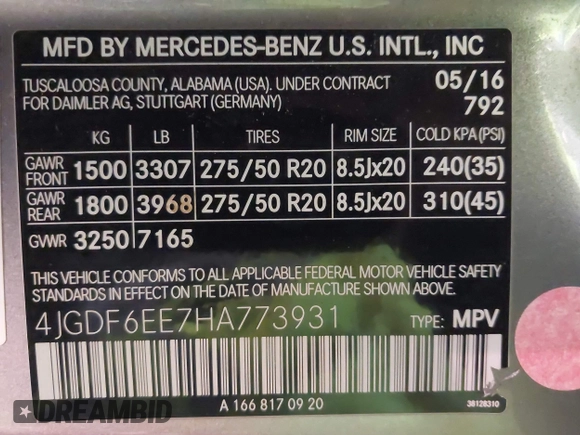 MFD BY MERCEDES-BENZ U.S. INTL., INC
TUSCALOOSA COUNTY, ALABAMA (USA). UNDER CONTRACT 05/16
FOR DAIMLER AG, STUTTGART (GERMANY) 792
KG LB TIRES RIM SIZE COLD KPA(PSI)
GAWR FRONT 1500 3307 275/50 R20 8.5Jx20 240(35)
GAWR REAR 1800 3968 275/50 R20 8.5Jx20 310(45)
GVWR 3250 7165
THIS VEHICLE CONFORMS TO ALL APPLICABLE FEDERAL MOTOR VEHICLE SAFETY
STANDARDS IN EFFECT ON THE DATE OF MANUFACTURE SHOWN ABOVE.
4JGDF6EE7HA773931 TYPE: MPV
A 166 817 09 20
38128310
DREAMBID